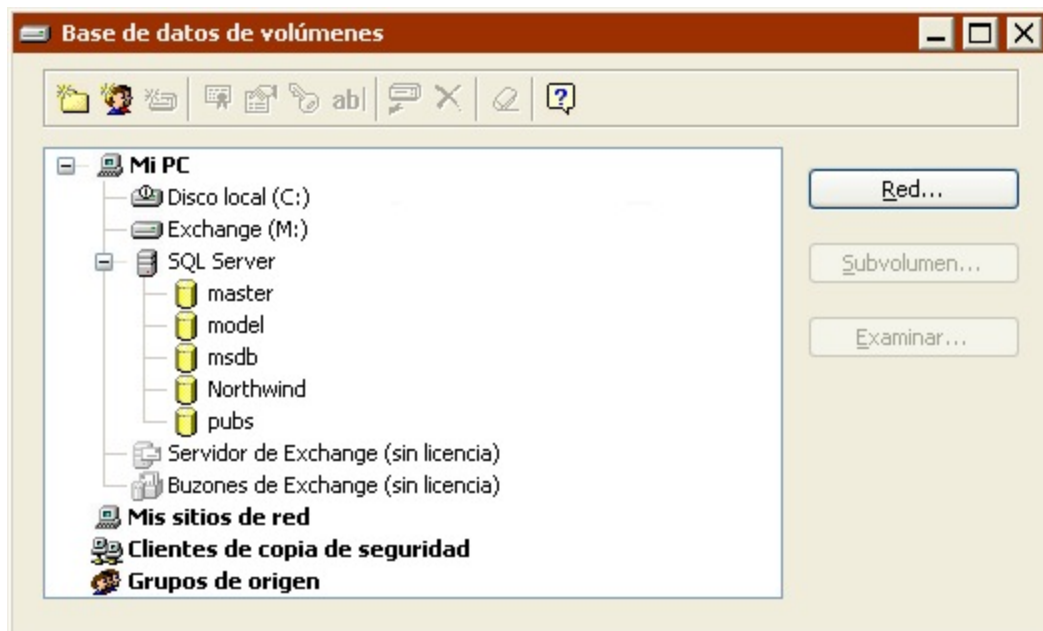 Base de datos de volúmenes
ab|
Mi PC
Disco local (C:)
Red...
Exchange (M:)
SQL Server
Subvolumen...
master
model
Examinar...
msdb
Northwind
pubs
Servidor de Exchange (sin licencia)
Buzones de Exchange (sin licencia)
Mis sitios de red
Clientes de copia de seguridad
Grupos de origen